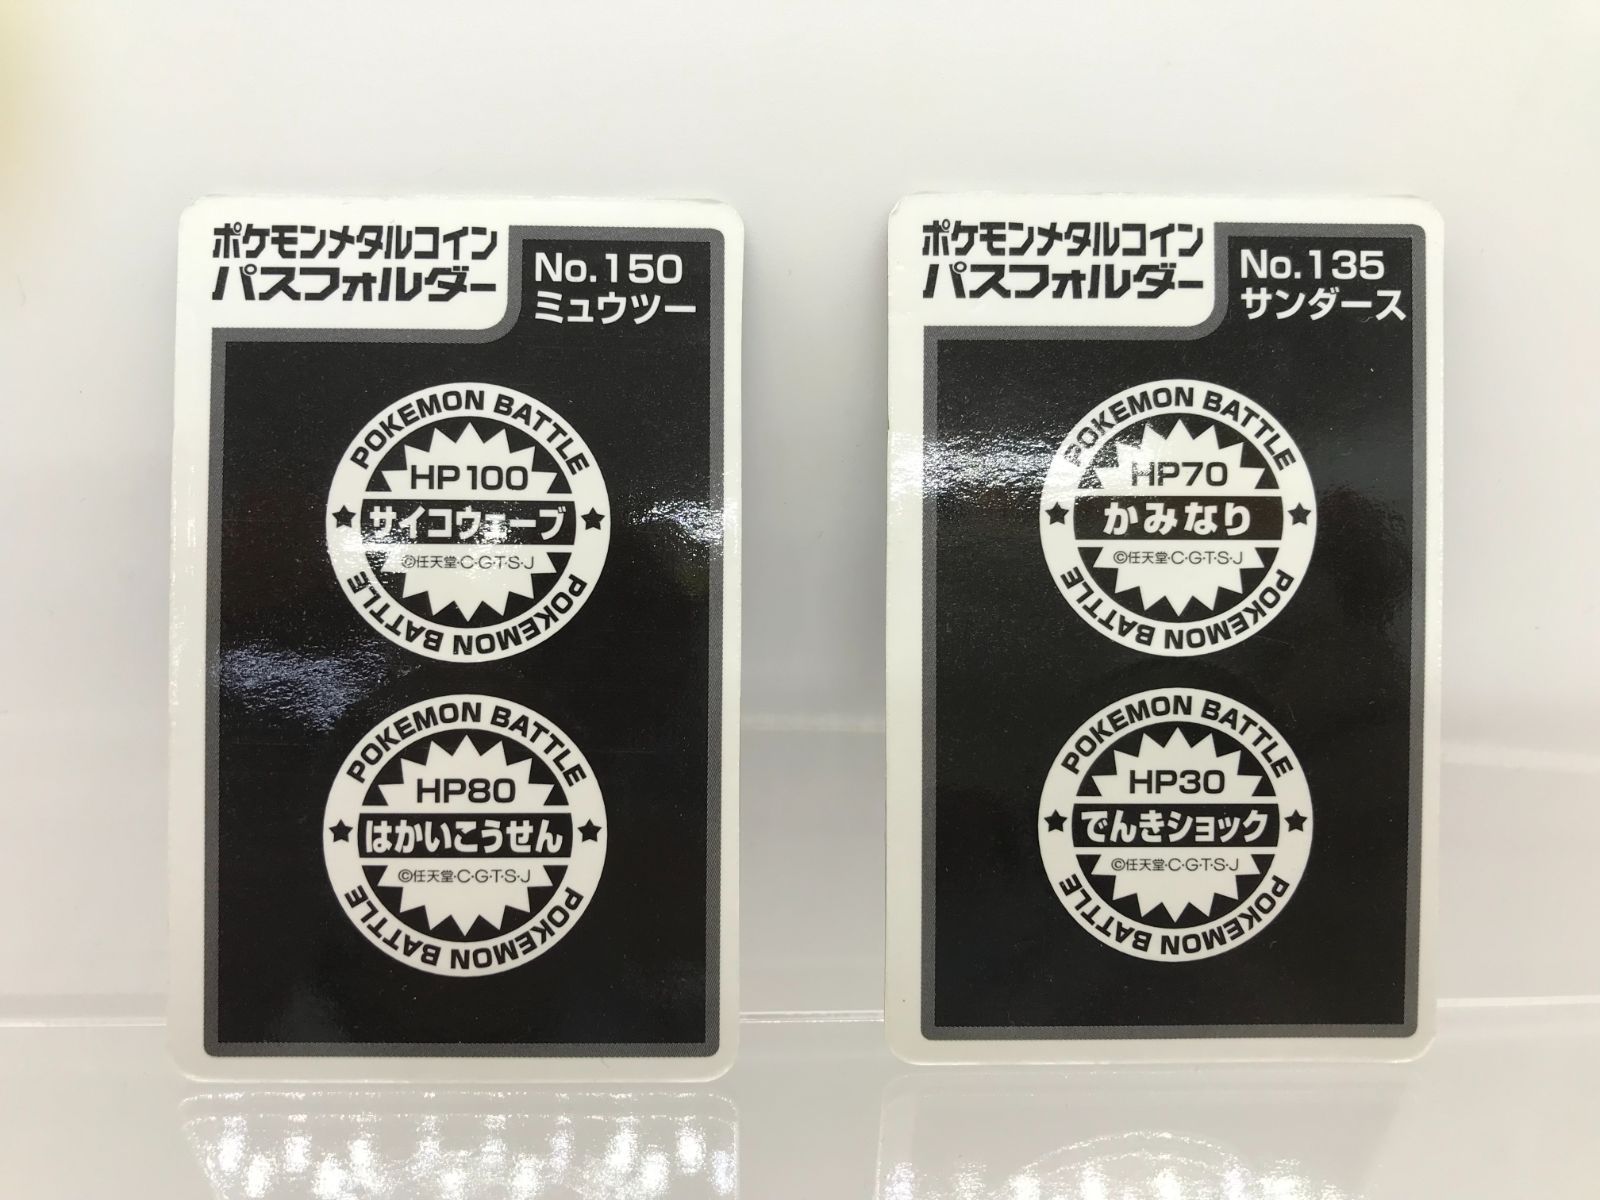 ポケモンメタルコイン
パスフォルダー
No.150
ミュウツー
POKEMON BATTLE
HP100
サイコウェーブ
©任天堂・C・G・T・S・J
POKEMON BATTLE
POKEMON BATTLE
HP80
はかいこうせん
©任天堂・C・G・T・S・J
POKEMON BATTLE
ポケモンメタルコイン
パスフォルダー
No.135
サンダース
POKEMON BATTLE
HP70
かみなり
©任天堂・C・G・T・S・J
POKEMON BATTLE
POKEMON BATTLE
HP30
でんきショック
©任天堂・C・G・T・S・J
POKEMON BATTLE